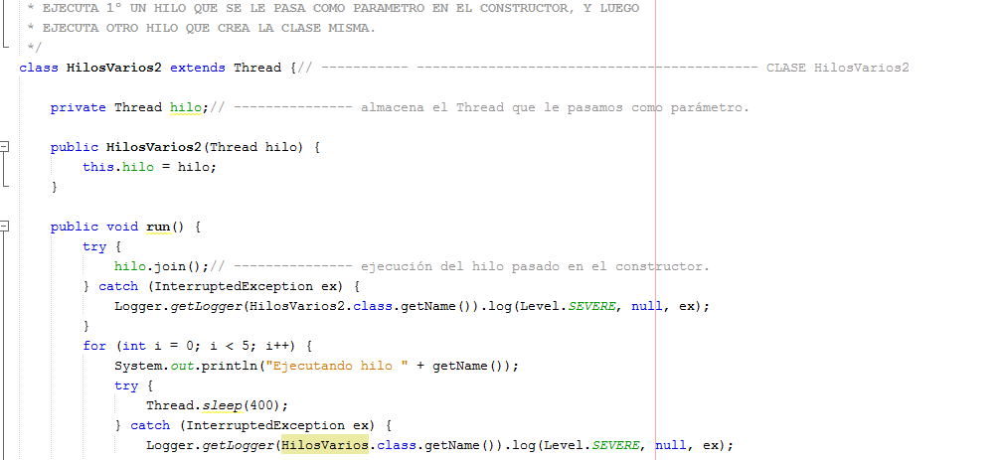 * EJECUTA 1º UN HILO QUE SE LE PASA COMO PARAMETRO EN EL CONSTRUCTOR, Y LUEGO
* EJECUTA OTRO HILO QUE CREA LA CLASE MISMA.
*/
class HilosVarios2 extends Thread {// ----------- ------------------------------------------- CLASE HilosVarios2
private Thread hilo;// --------------- almacena el Thread que le pasamos como parámetro.
public HilosVarios2(Thread hilo) {
this.hilo = hilo;
}
public void run() {
try {
hilo.join();// --------------- ejecución del hilo pasado en el constructor.
} catch (InterruptedException ex) {
Logger.getLogger(HilosVarios2.class.getName()).log(Level.SEVERE, null, ex);
}
for (int i = 0; i < 5; i++) {
System.out.println("Ejecutando hilo " + getName());
try {
Thread.sleep(400);
} catch (InterruptedException ex) {
Logger.getLogger(HilosVarios.class.getName()).log(Level.SEVERE, null, ex);